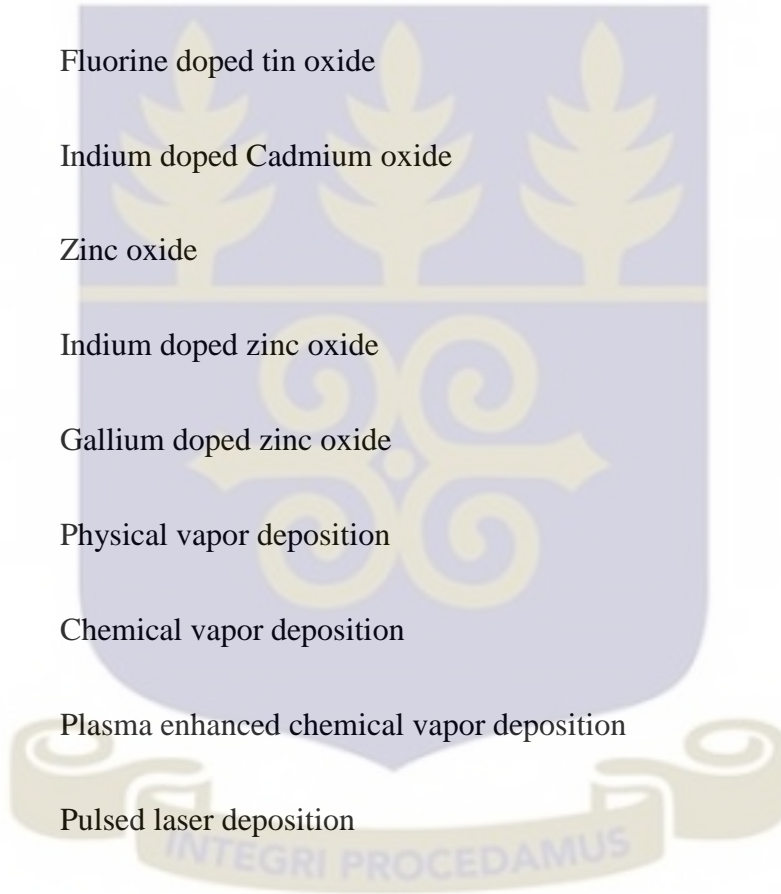 Fluorine doped tin oxide
Indium doped Cadmium oxide
Zinc oxide
Indium doped zinc oxide
Gallium doped zinc oxide
Physical vapor deposition
Chemical vapor deposition
Plasma enhanced chemical vapor deposition
Pulsed laser deposition
INTEGRI PROCEDAMUS